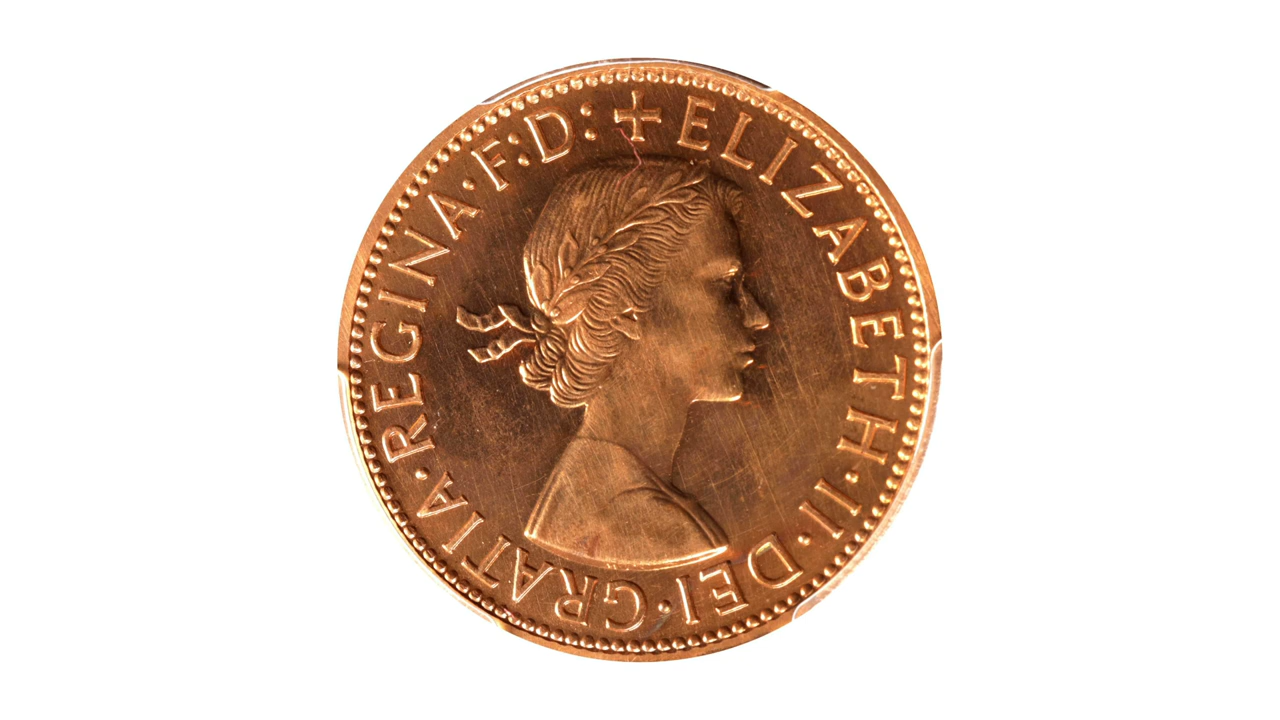 + ELIZABETH · II · DEI · GRATIA · REGINA · F: D: